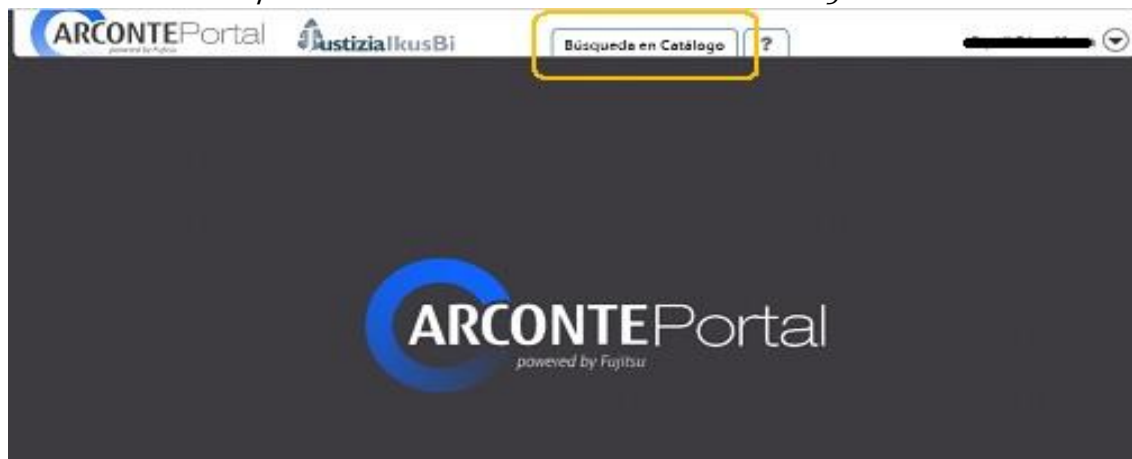 ARCONTEPortal
powered by Fujitsu
JustiziaIkusBi
Búsqueda en Catálogo
?
ARCONTEPortal
powered by Fujitsu